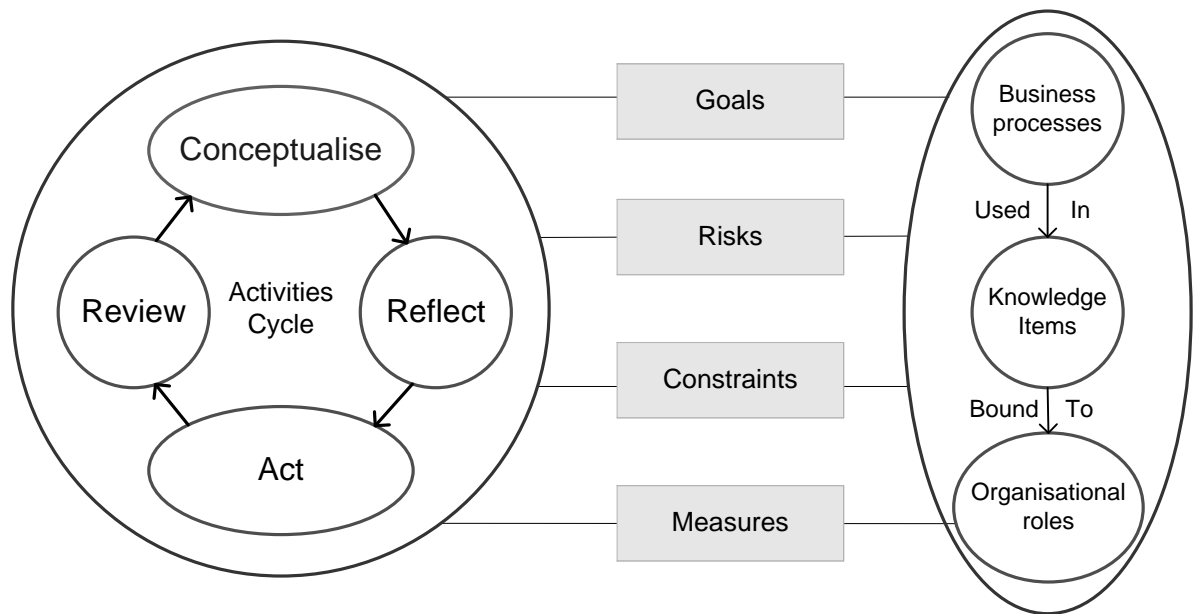 Conceptualise
Review
Activities
Cycle
Reflect
Act
Goals
Risks
Constraints
Measures
Business
processes
Used In
Knowledge
Items
Bound To
Organisational
roles